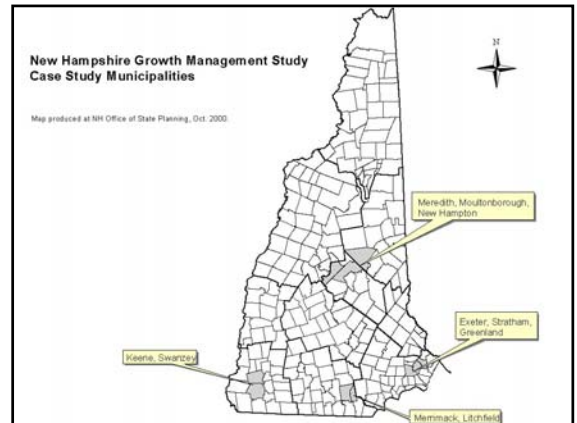 New Hampshire Growth Management Study
Case Study Municipalities
Map produced at NH Office of State Planning, Oct. 2000.
N
Meredith, Moultonborough,
New Hampton
Exeter, Stratham,
Greenland
Keene, Swanzey
Merrimack, Litchfield